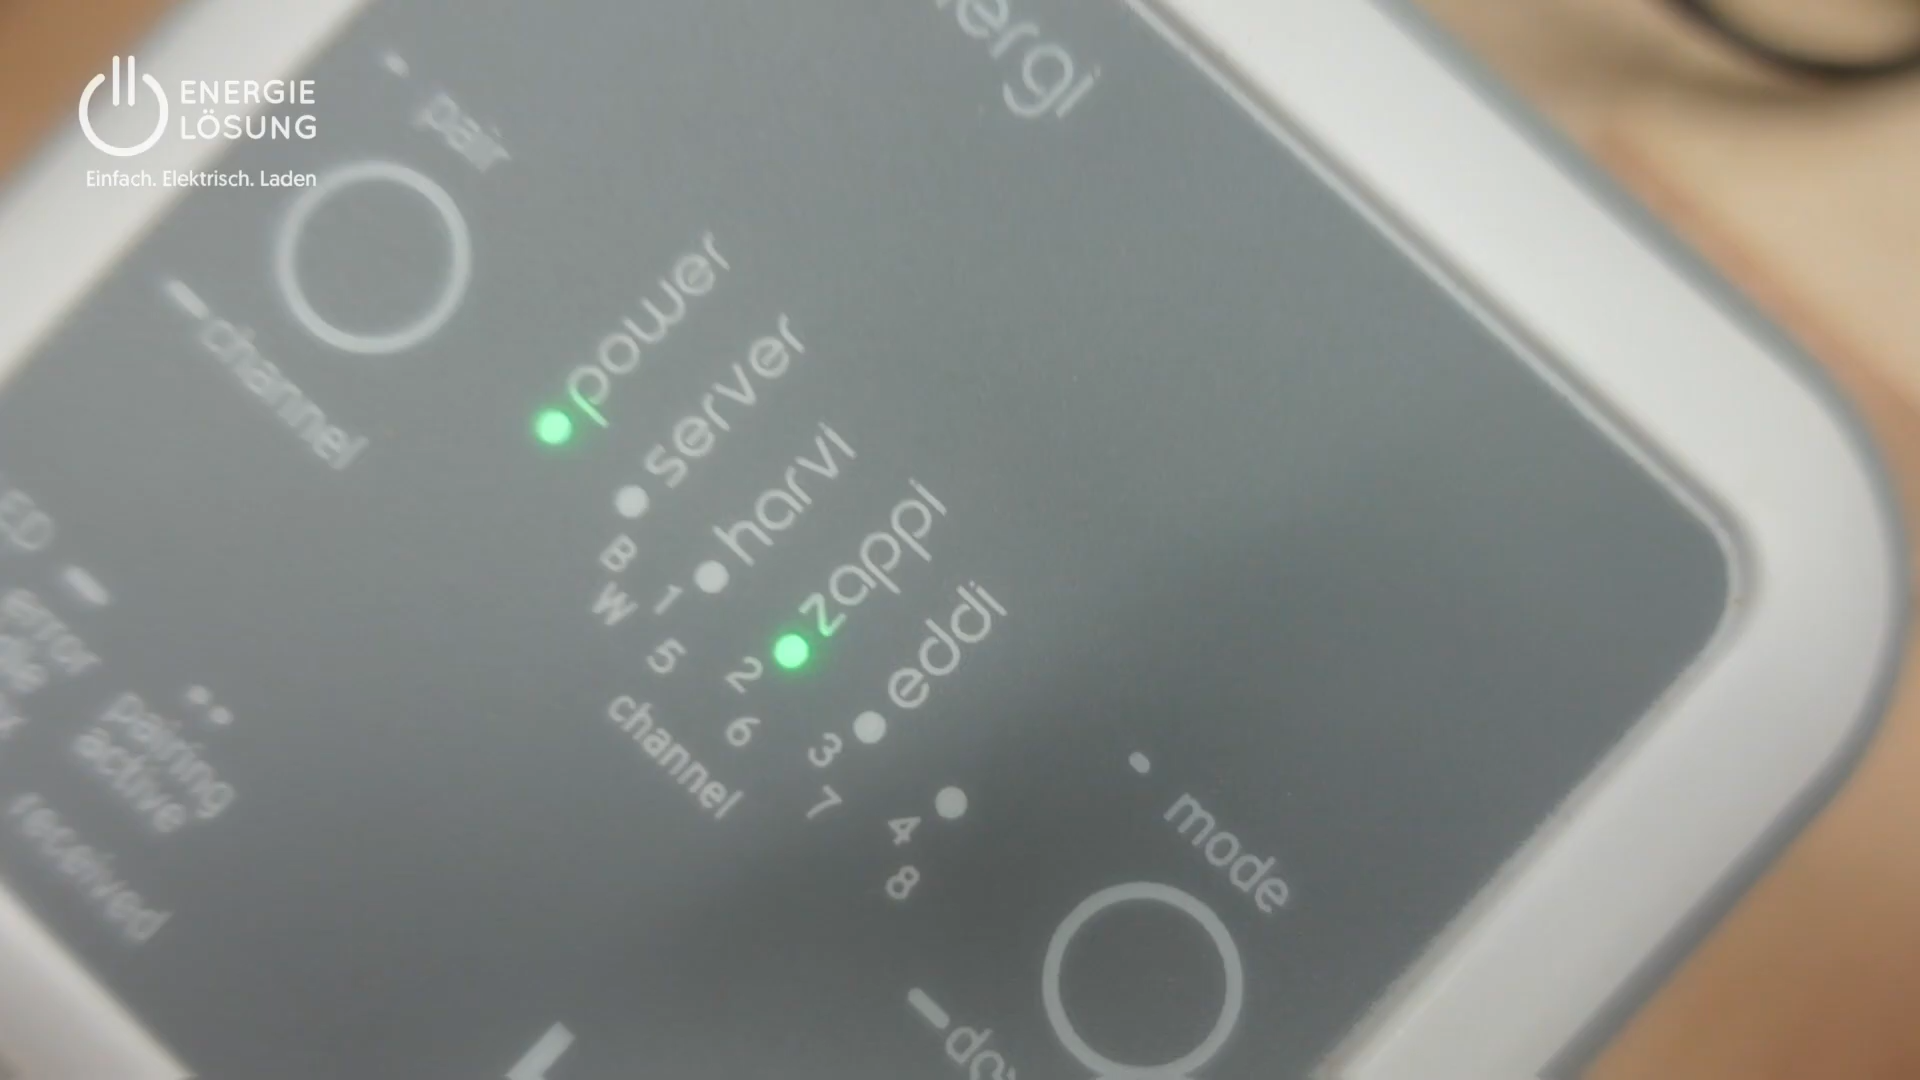 ENERGIE
LÖSUNG
Einfach. Elektrisch. Laden
ergi
pair
channel
power
server
harvi
zappi
eddi
B 1 2 3 4
W 5 6 7 8
channel
mode
error
pairing
active
received